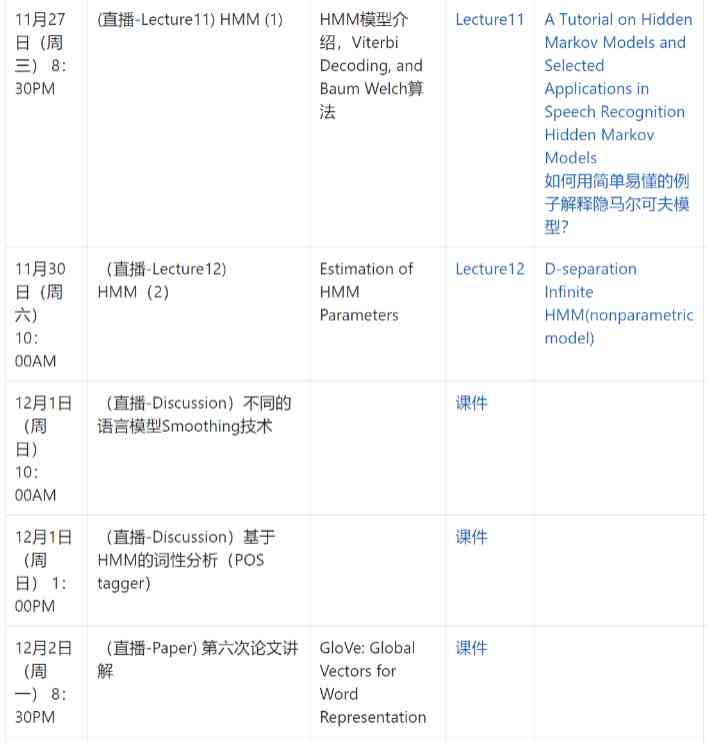 11月27
日（周
三） 8：
30PM
(直播-Lecture11) HMM (1)
HMM模型介
绍，Viterbi
Decoding, and
Baum Welch算
法
Lecture11
A Tutorial on Hidden
Markov Models and
Selected
Applications in
Speech Recognition
Hidden Markov
Models
如何用简单易懂的例
子解释隐马尔可夫模
型？
11月30
日（周
六）
10：
00AM
（直播-Lecture12)
HMM（2）
Estimation of
HMM
Parameters
Lecture12
D-separation
Infinite
HMM(nonparametric
model)
12月1日
（周
日）
10：
00AM
（直播-Discussion）不同的
语言模型Smoothing技术
课件
12月1日
（周
日） 1：
00PM
（直播-Discussion）基于
HMM的词性分析（POS
tagger）
课件
12月2日
（周
一） 8：
30PM
（直播-Paper) 第六次论文讲
解
GloVe: Global
Vectors for
Word
Representation
课件